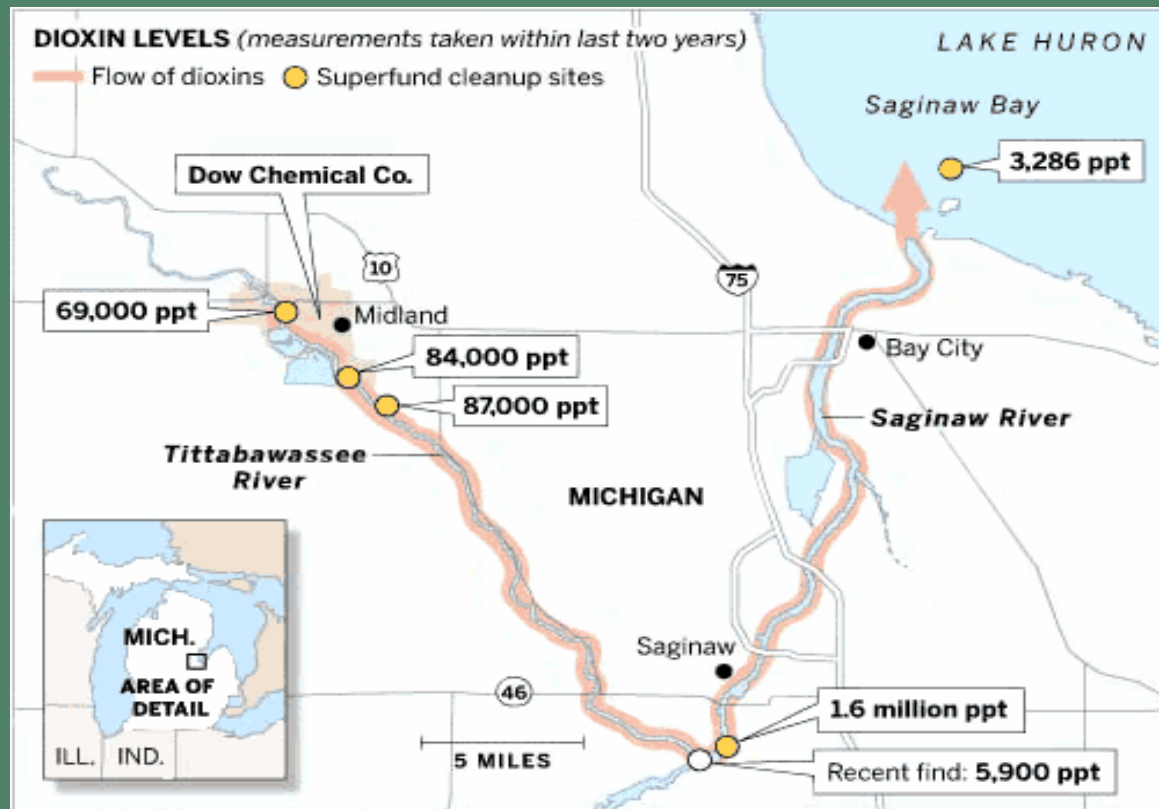 DIOXIN LEVELS (measurements taken within last two years)
Flow of dioxins
Superfund cleanup sites
LAKE HURON
Saginaw Bay
3,286 ppt
Dow Chemical Co.
10
75
69,000 ppt
Midland
84,000 ppt
Bay City
87,000 ppt
Saginaw River
Tittabawassee
River
MICHIGAN
MICH.
AREA OF
DETAIL
ILL.
IND.
Saginaw
46
1.6 million ppt
5 MILES
Recent find: 5,900 ppt